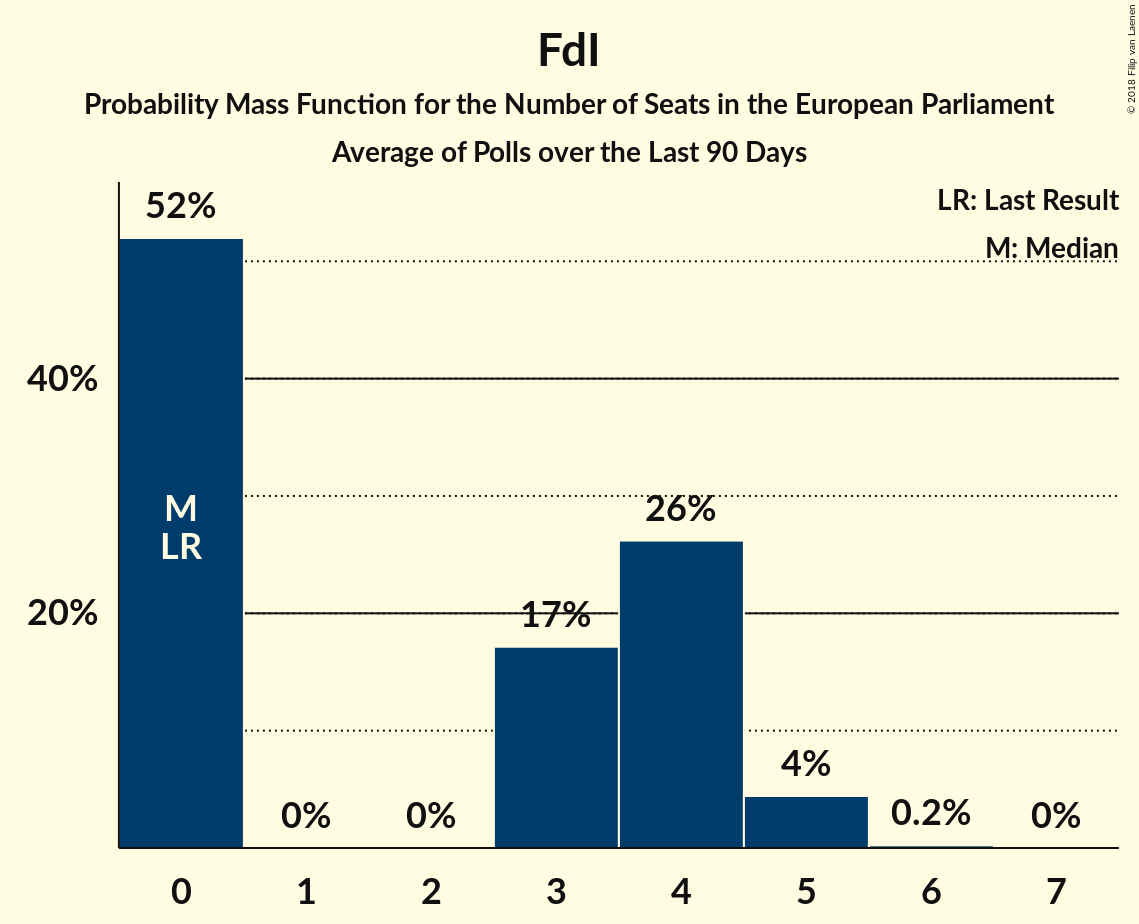 FdI
Probability Mass Function for the Number of Seats in the European Parliament
Average of Polls over the Last 90 Days
© 2018 Filip van Laenen
LR: Last Result
M: Median
52%
40%
20%
M
LR
0%
0%
17%
26%
4%
0.2%
0%
0 1 2 3 4 5 6 7